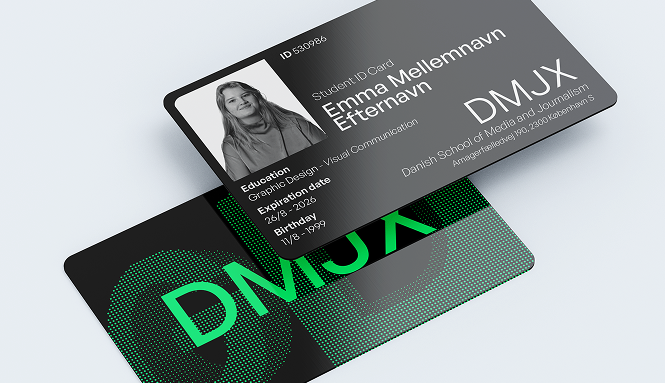 ID 530986
Student ID Card
Emma Mellemnavn
Efternavn
Education
Graphic Design - Visual Communication
Expiration date
26/8 - 2026
Birthday
11/8 - 1999
DMJX
Danish School of Media and Journalism
Amagerfælledvej 190, 2300 København S
DMJX